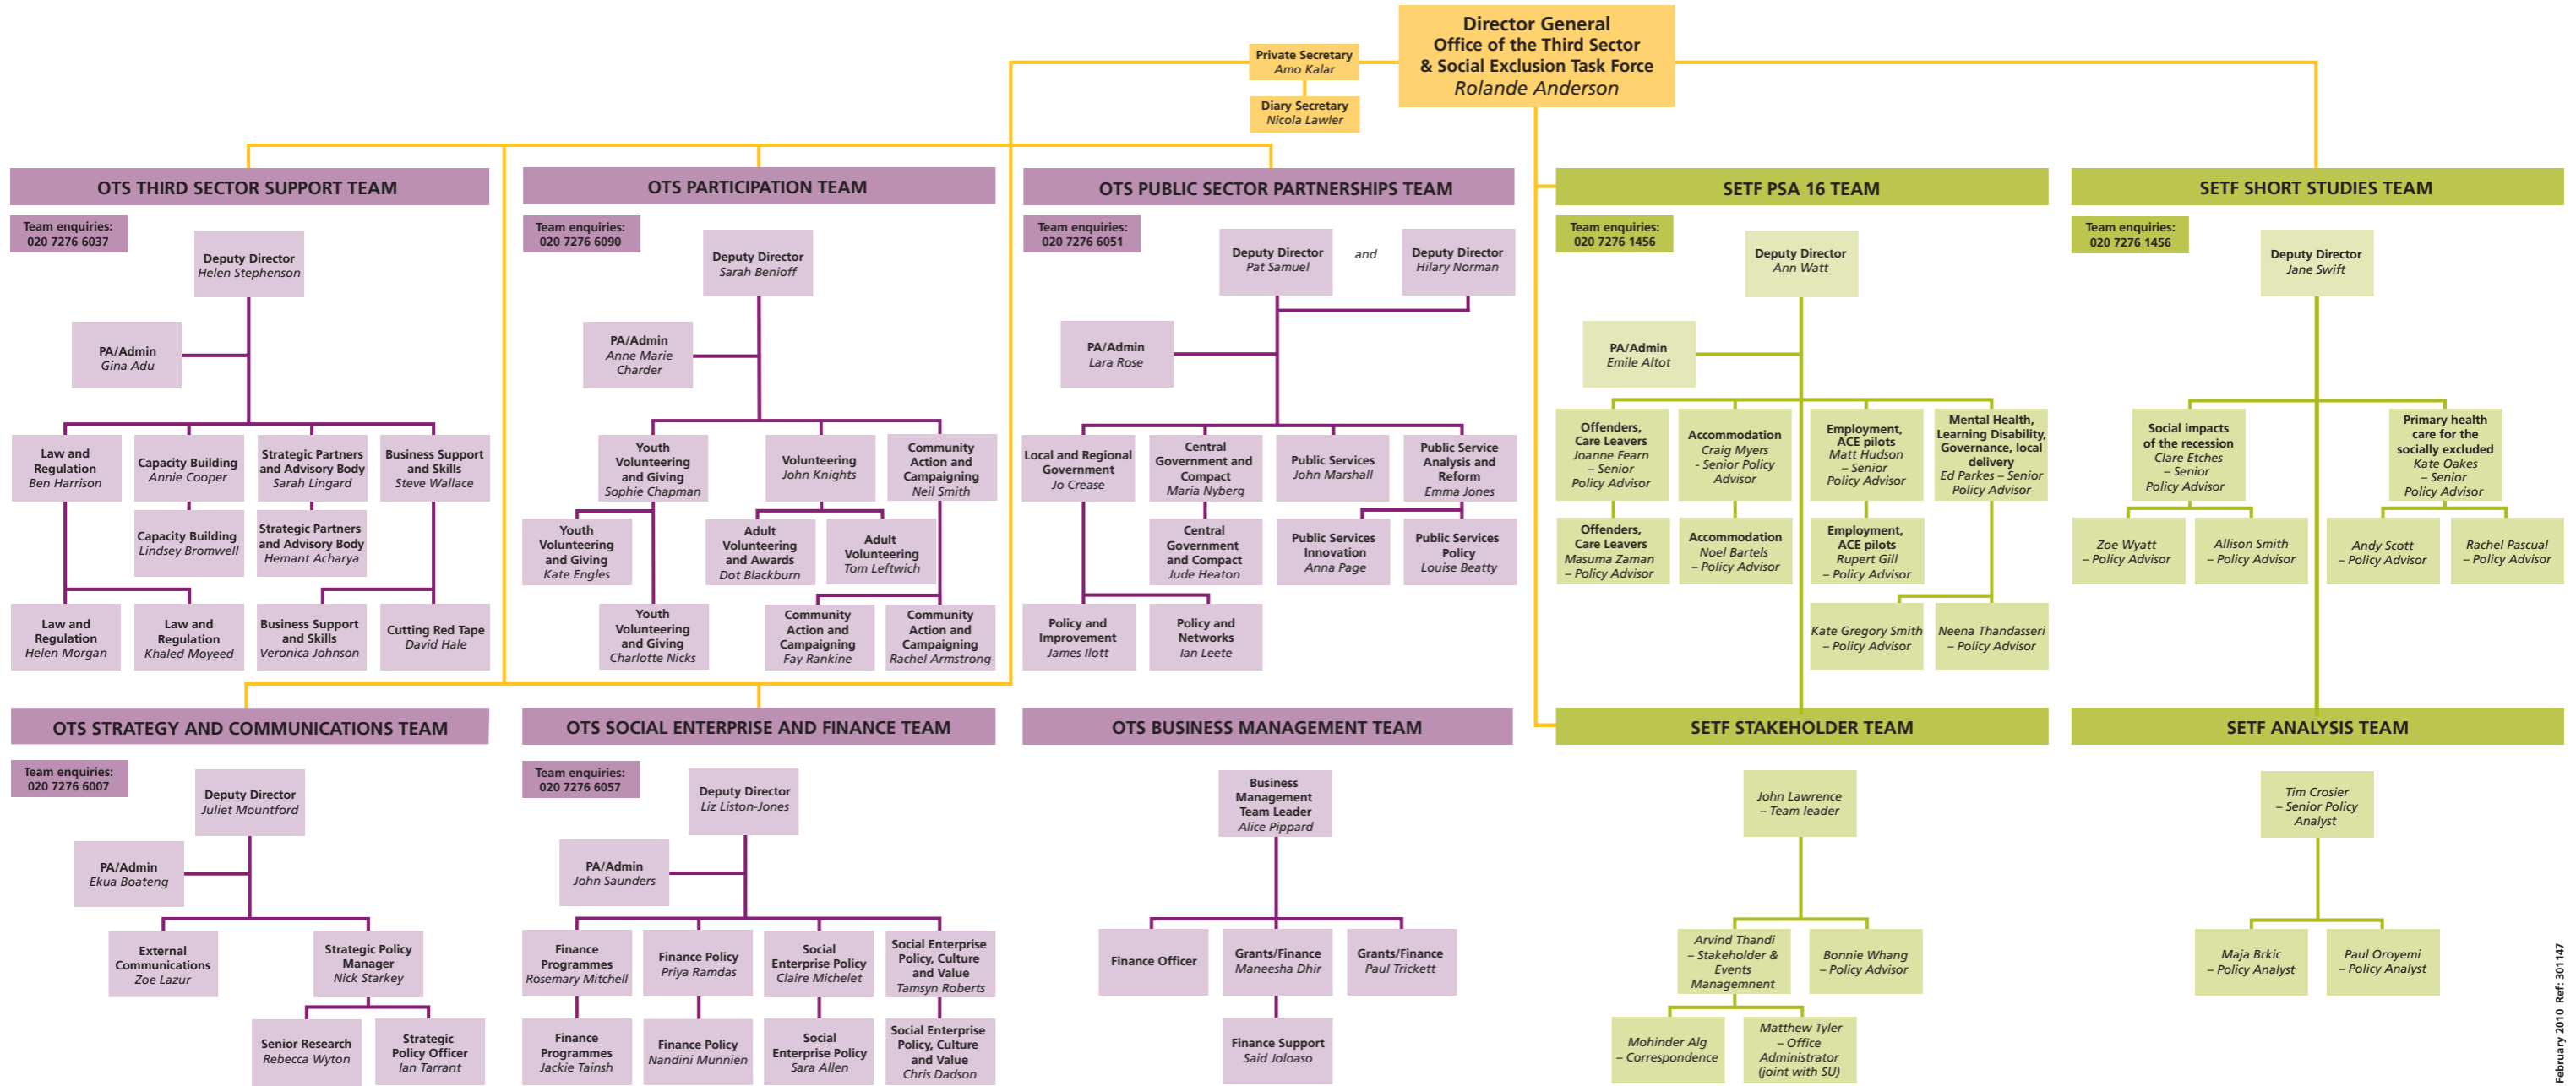 Director General
Office of the Third Sector
& Social Exclusion Task Force
Rolande Anderson
Private Secretary
Amo Kalar
Diary Secretary
Nicola Lawler
OTS THIRD SECTOR SUPPORT TEAM
Team enquiries:
020 7276 6037
Deputy Director
Helen Stephenson
PA/Admin
Gina Adu
Law and
Regulation
Ben Harrison
Capacity Building
Annie Cooper
Strategic Partners
and Advisory Body
Sarah Lingard
Business Support
and Skills
Steve Wallace
Capacity Building
Lindsey Bromwell
Strategic Partners
and Advisory Body
Hemant Acharya
Law and
Regulation
Helen Morgan
Law and
Regulation
Khaled Moyeed
Business Support
and Skills
Veronica Johnson
Cutting Red Tape
David Hale
OTS PARTICIPATION TEAM
Team enquiries:
020 7276 6090
Deputy Director
Sarah Benioff
PA/Admin
Anne Marie
Charder
Youth
Volunteering
and Giving
Sophie Chapman
Volunteering
John Knights
Community
Action and
Campaigning
Neil Smith
Youth
Volunteering
and Giving
Kate Engles
Adult
Volunteering
and Awards
Dot Blackburn
Adult
Volunteering
Tom Leftwich
Youth
Volunteering
and Giving
Charlotte Nicks
Community
Action and
Campaigning
Fay Rankine
Community
Action and
Campaigning
Rachel Armstrong
OTS PUBLIC SECTOR PARTNERSHIPS TEAM
Team enquiries:
020 7276 6051
Deputy Director
Pat Samuel
and
Deputy Director
Hilary Norman
PA/Admin
Lara Rose
Local and Regional
Government
Jo Crease
Central
Government and
Compact
Maria Nyberg
Public Services
John Marshall
Public Service
Analysis and
Reform
Emma Jones
Central
Government
and Compact
Jude Heaton
Public Services
Innovation
Anna Page
Public Services
Policy
Louise Beatty
Policy and
Improvement
James Ilott
Policy and
Networks
Ian Leete
SETF PSA 16 TEAM
Team enquiries:
020 7276 1456
Deputy Director
Ann Watt
PA/Admin
Emile Altot
Offenders,
Care Leavers
Joanne Fearn
– Senior
Policy Advisor
Accommodation
Craig Myers
- Senior Policy
Advisor
Employment,
ACE pilots
Matt Hudson
– Senior
Policy Advisor
Mental Health,
Learning Disability,
Governance, local
delivery
Ed Parkes – Senior
Policy Advisor
Offenders,
Care Leavers
Masuma Zaman
– Policy Advisor
Accommodation
Noel Bartels
– Policy Advisor
Employment,
ACE pilots
Rupert Gill
– Policy Advisor
Kate Gregory Smith
– Policy Advisor
Neena Thandasseri
– Policy Advisor
SETF SHORT STUDIES TEAM
Team enquiries:
020 7276 1456
Deputy Director
Jane Swift
Social impacts
of the recession
Clare Etches
– Senior
Policy Advisor
Primary health
care for the
socially excluded
Kate Oakes
– Senior
Policy Advisor
Zoe Wyatt
– Policy Advisor
Allison Smith
– Policy Advisor
Andy Scott
– Policy Advisor
Rachel Pascual
– Policy Advisor
OTS STRATEGY AND COMMUNICATIONS TEAM
Team enquiries:
020 7276 6007
Deputy Director
Juliet Mountford
PA/Admin
Ekua Boateng
External
Communications
Zoe Lazur
Strategic Policy
Manager
Nick Starkey
Senior Research
Rebecca Wyton
Strategic
Policy Officer
Ian Tarrant
OTS SOCIAL ENTERPRISE AND FINANCE TEAM
Team enquiries:
020 7276 6057
Deputy Director
Liz Liston-Jones
PA/Admin
John Saunders
Finance
Programmes
Rosemary Mitchell
Finance Policy
Priya Ramdas
Social
Enterprise Policy
Claire Michelet
Social Enterprise
Policy, Culture
and Value
Tamsyn Roberts
Finance
Programmes
Jackie Tainsh
Finance Policy
Nandini Munnien
Social
Enterprise Policy
Sara Allen
Social Enterprise
Policy, Culture
and Value
Chris Dadson
OTS BUSINESS MANAGEMENT TEAM
Business
Management
Team Leader
Alice Pippard
Finance Officer
Grants/Finance
Maneesha Dhir
Grants/Finance
Paul Trickett
Finance Support
Said Joloaso
SETF STAKEHOLDER TEAM
John Lawrence
– Team leader
Arvind Thandi
– Stakeholder &
Events
Managemnent
Bonnie Whang
– Policy Advisor
Mohinder Alg
– Correspondence
Matthew Tyler
– Office
Administrator
(joint with SU)
SETF ANALYSIS TEAM
Tim Crosier
– Senior Policy
Analyst
Maja Brkic
– Policy Analyst
Paul Oroyemi
– Policy Analyst
February 2010 Ref: 301147